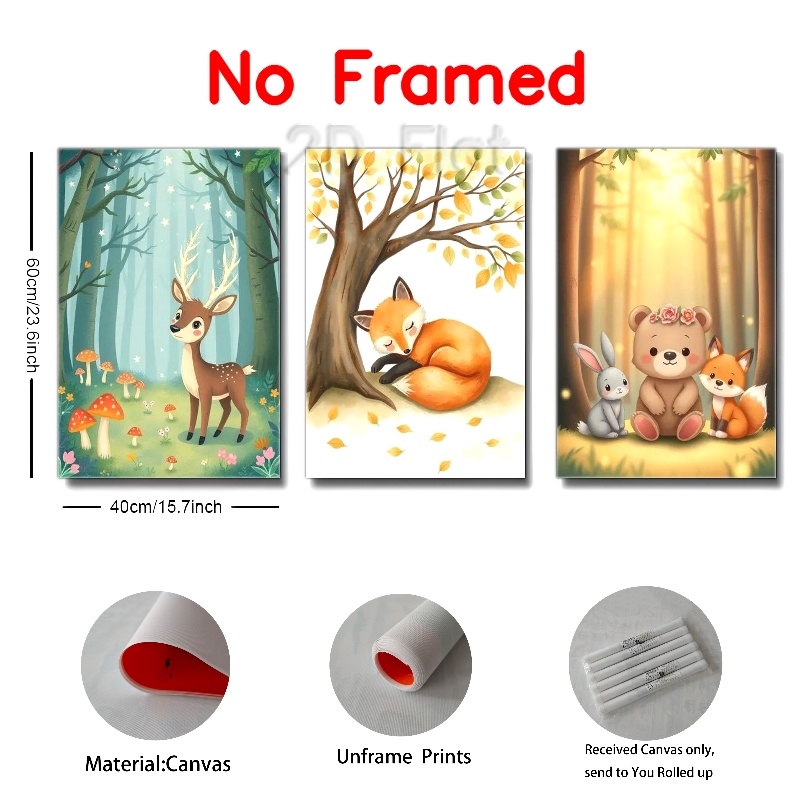 No Framed
2D Flat
60cm/23.6inch
40cm/15.7inch
Material:Canvas
Unframe Prints
Received Canvas only,
send to You Rolled up